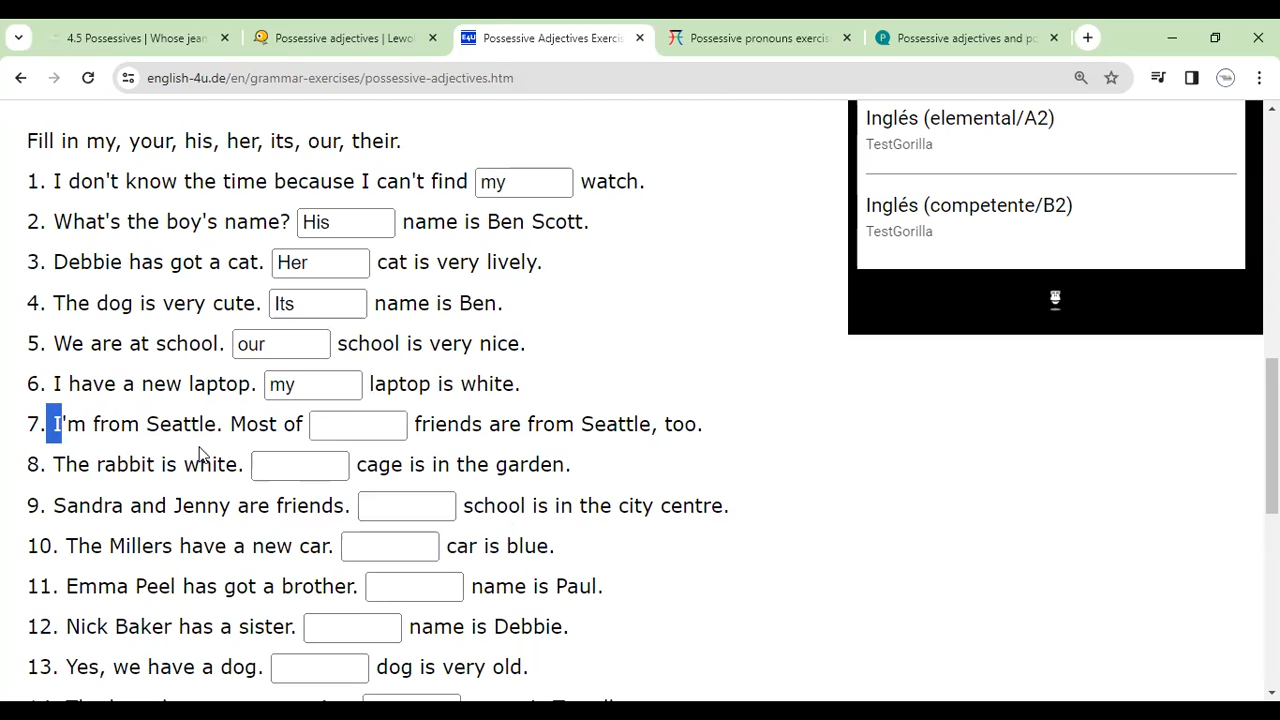 4.5 Possessives | Whose jean
Possessive adjectives | Lewo
Possessive Adjectives Exercis
Possessive pronouns exercis
Possessive adjectives and po
english-4u.de/en/grammar-exercises/possessive-adjectives.htm
Fill in my, your, his, her, its, our, their.
1. I don't know the time because I can't find my watch.
2. What's the boy's name? His name is Ben Scott.
3. Debbie has got a cat. Her cat is very lively.
4. The dog is very cute. Its name is Ben.
5. We are at school. our school is very nice.
6. I have a new laptop. my laptop is white.
7. I'm from Seattle. Most of friends are from Seattle, too.
8. The rabbit is white. cage is in the garden.
9. Sandra and Jenny are friends. school is in the city centre.
10. The Millers have a new car. car is blue.
11. Emma Peel has got a brother. name is Paul.
12. Nick Baker has a sister. name is Debbie.
13. Yes, we have a dog. dog is very old.
Inglés (elemental/A2)
TestGorilla
Inglés (competente/B2)
TestGorilla